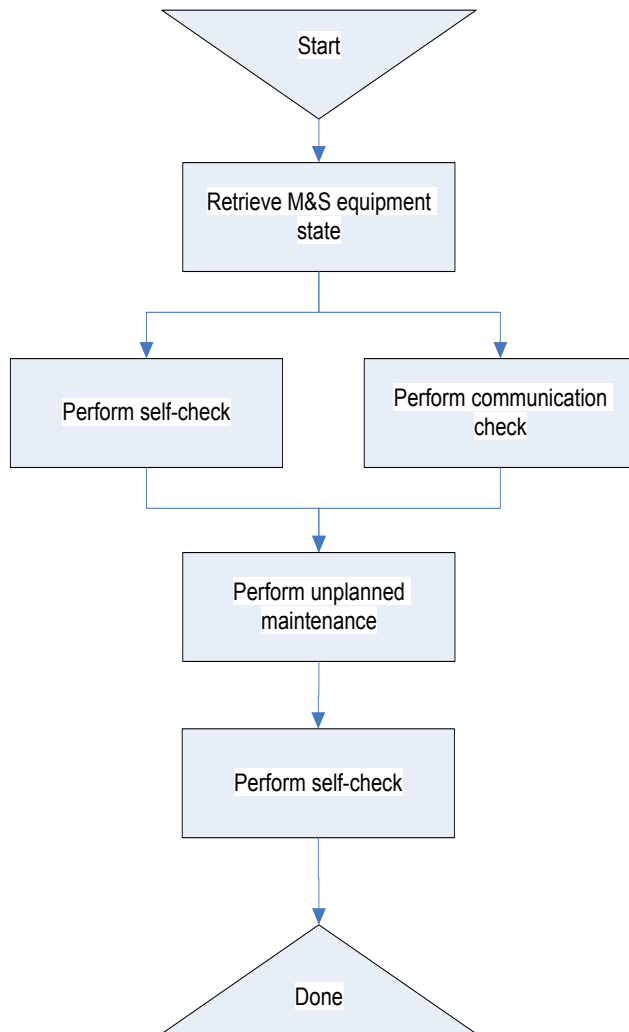 Start
Retrieve M&S equipment
state
Perform self-check
Perform communication
check
Perform unplanned
maintenance
Perform self-check
Done